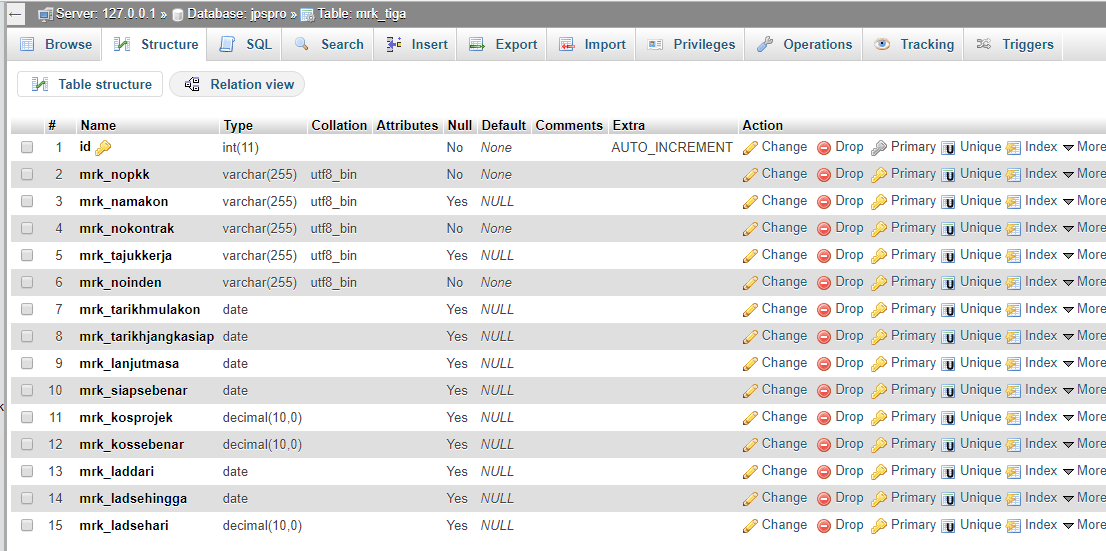 ← Server: 127.0.0.1 » Database: jpspro » Table: mrk_tiga
Browse Structure SQL Search Insert Export Import Privileges Operations Tracking Triggers
Table structure Relation view
# Name Type Collation Attributes Null Default Comments Extra Action
1 id int(11) No None AUTO_INCREMENT Change Drop Primary Unique Index More
2 mrk_nopkk varchar(255) utf8_bin No None Change Drop Primary Unique Index More
3 mrk_namakon varchar(255) utf8_bin Yes NULL Change Drop Primary Unique Index More
4 mrk_nokontrak varchar(255) utf8_bin No None Change Drop Primary Unique Index More
5 mrk_tajukkerja varchar(255) utf8_bin Yes NULL Change Drop Primary Unique Index More
6 mrk_noinden varchar(255) utf8_bin No None Change Drop Primary Unique Index More
7 mrk_tarikhmulakon date Yes NULL Change Drop Primary Unique Index More
8 mrk_tarikhjangkasiap date Yes NULL Change Drop Primary Unique Index More
9 mrk_lanjutmasa date Yes NULL Change Drop Primary Unique Index More
10 mrk_siapsebenar date Yes NULL Change Drop Primary Unique Index More
11 mrk_kosprojek decimal(10,0) Yes NULL Change Drop Primary Unique Index More
12 mrk_kossebenar decimal(10,0) Yes NULL Change Drop Primary Unique Index More
13 mrk_laddari date Yes NULL Change Drop Primary Unique Index More
14 mrk_ladsehingga date Yes NULL Change Drop Primary Unique Index More
15 mrk_ladsehari decimal(10,0) Yes NULL Change Drop Primary Unique Index More